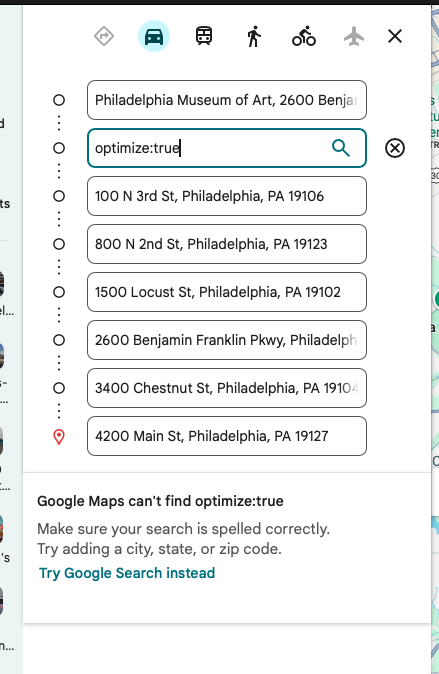 Philadelphia Museum of Art, 2600 Benjar
optimize:true
100 N 3rd St, Philadelphia, PA 19106
800 N 2nd St, Philadelphia, PA 19123
1500 Locust St, Philadelphia, PA 19102
2600 Benjamin Franklin Pkwy, Philadelph
3400 Chestnut St, Philadelphia, PA 19104
4200 Main St, Philadelphia, PA 19127
Google Maps can't find optimize:true
Make sure your search is spelled correctly.
Try adding a city, state, or zip code.
Try Google Search instead